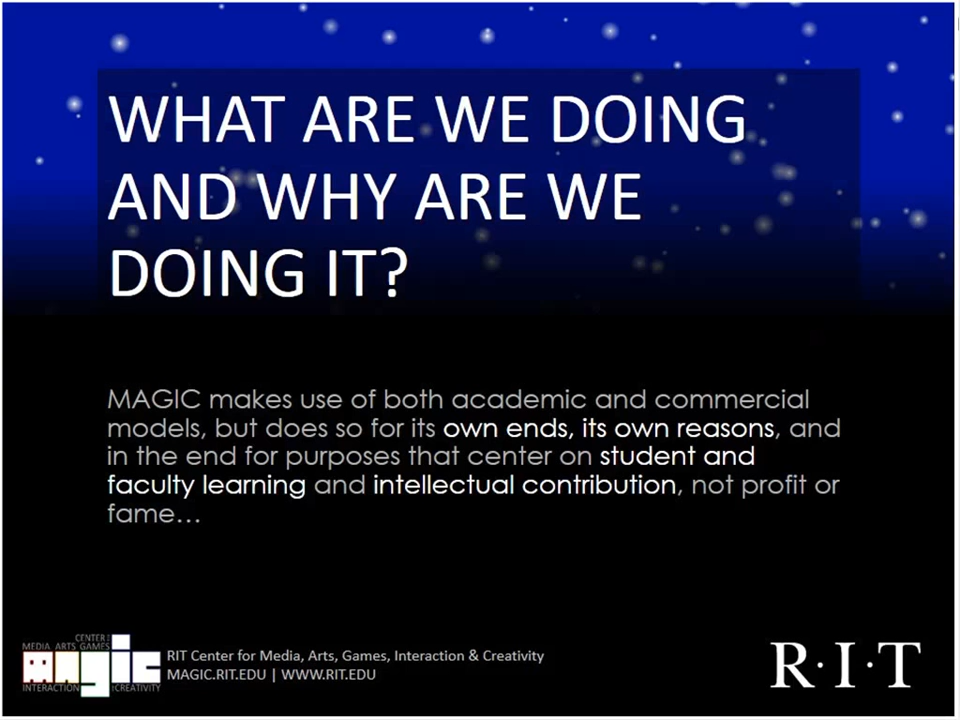 WHAT ARE WE DOING
AND WHY ARE WE
DOING IT?
MAGIC makes use of both academic and commercial
models, but does so for its own ends, its own reasons, and
in the end for purposes that center on student and
faculty learning and intellectual contribution, not profit or
fame…
CENTER
MEDIA ARTS GAMES
magic
INTERACTION CREATIVITY
RIT Center for Media, Arts, Games, Interaction & Creativity
MAGIC.RIT.EDU | WWW.RIT.EDU
R·I·T